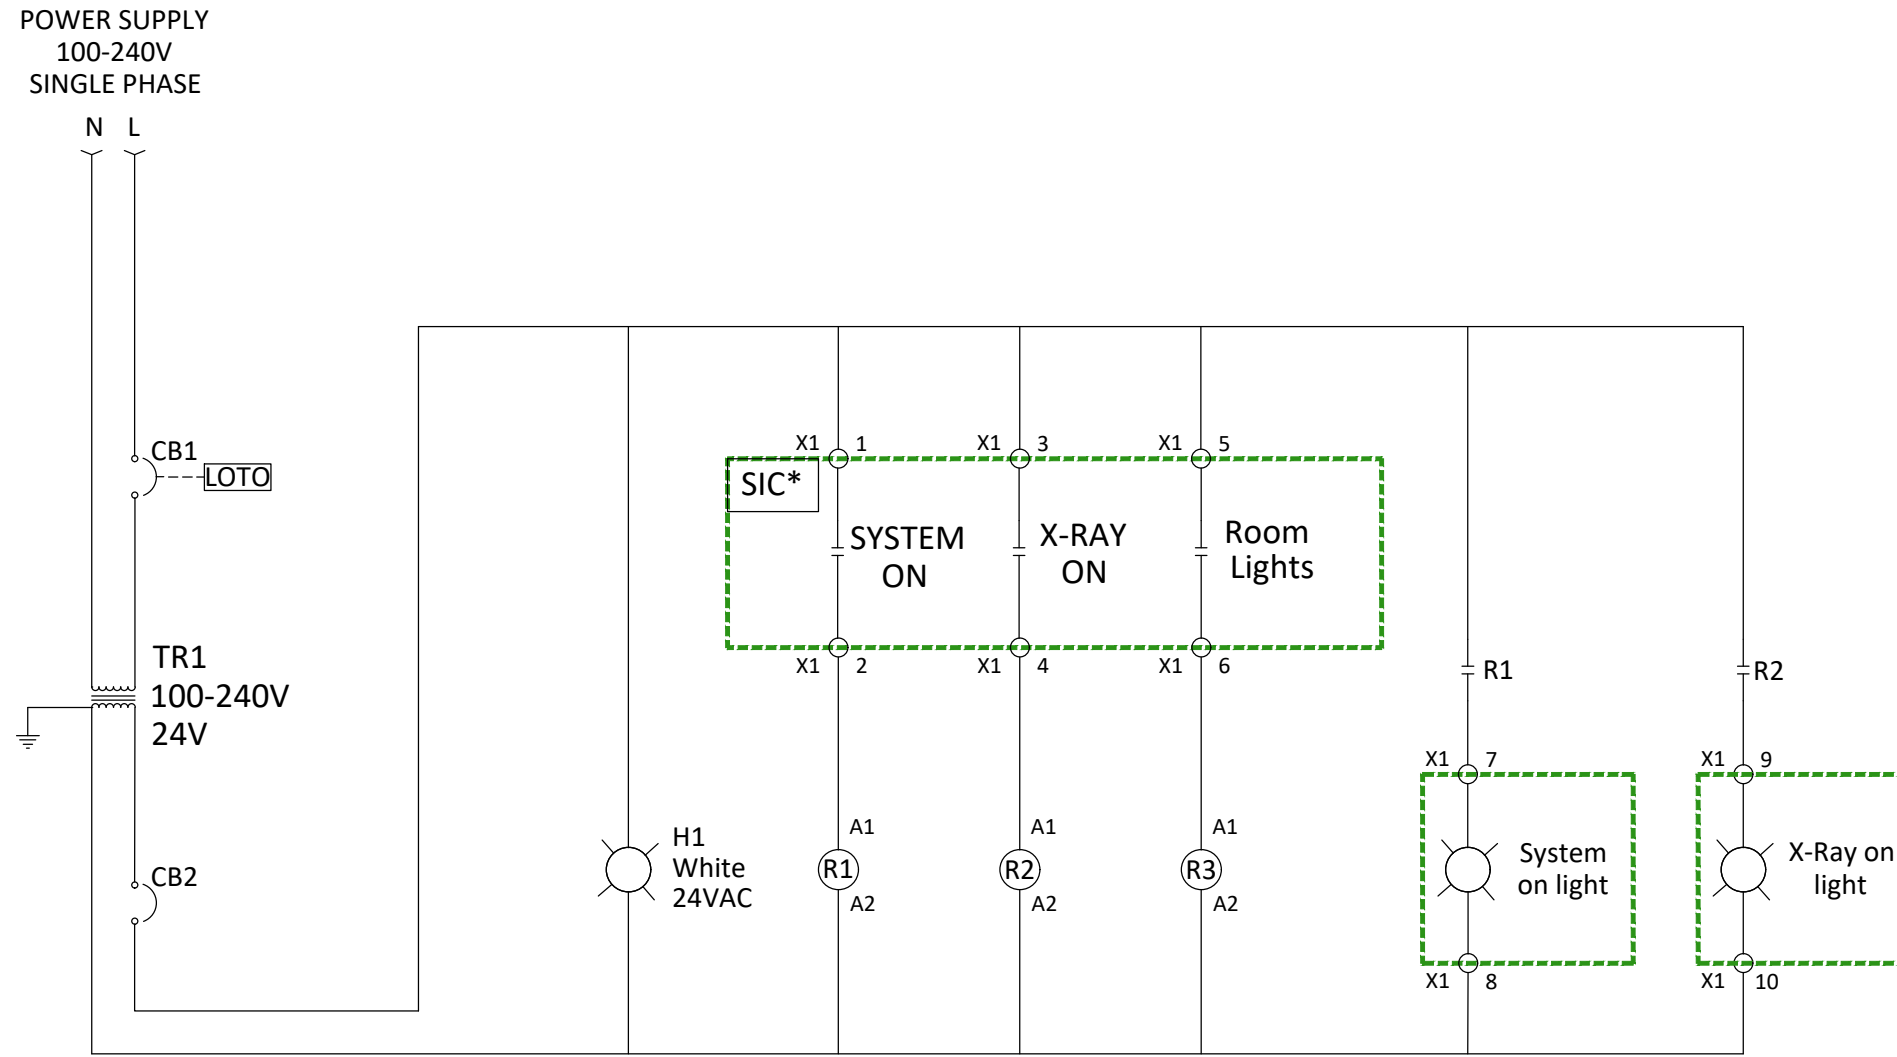 POWER SUPPLY
100-240V
SINGLE PHASE
N L
CB1
LOTO
TR1
100-240V
24V
CB2
H1
White
24VAC
X1 1
X1 3
X1 5
SIC*
SYSTEM
ON
X-RAY
ON
Room
Lights
X1 2
X1 4
X1 6
A1
R1
A2
A1
R2
A2
A1
R3
A2
R1
X1 7
System
on light
X1 8
R2
X1 9
X-Ray on
light
X1 10